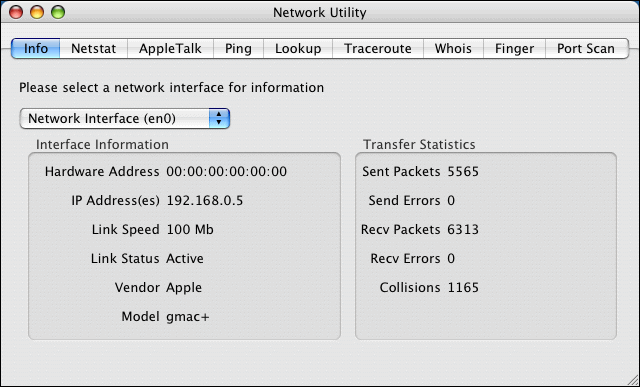 Network Utility
Info Netstat AppleTalk Ping Lookup Traceroute Whois Finger Port Scan
Please select a network interface for information
Network Interface (en0)
Interface Information
Hardware Address 00:00:00:00:00:00
IP Address(es) 192.168.0.5
Link Speed 100 Mb
Link Status Active
Vendor Apple
Model gmac+
Transfer Statistics
Sent Packets 5565
Send Errors 0
Recv Packets 6313
Recv Errors 0
Collisions 1165